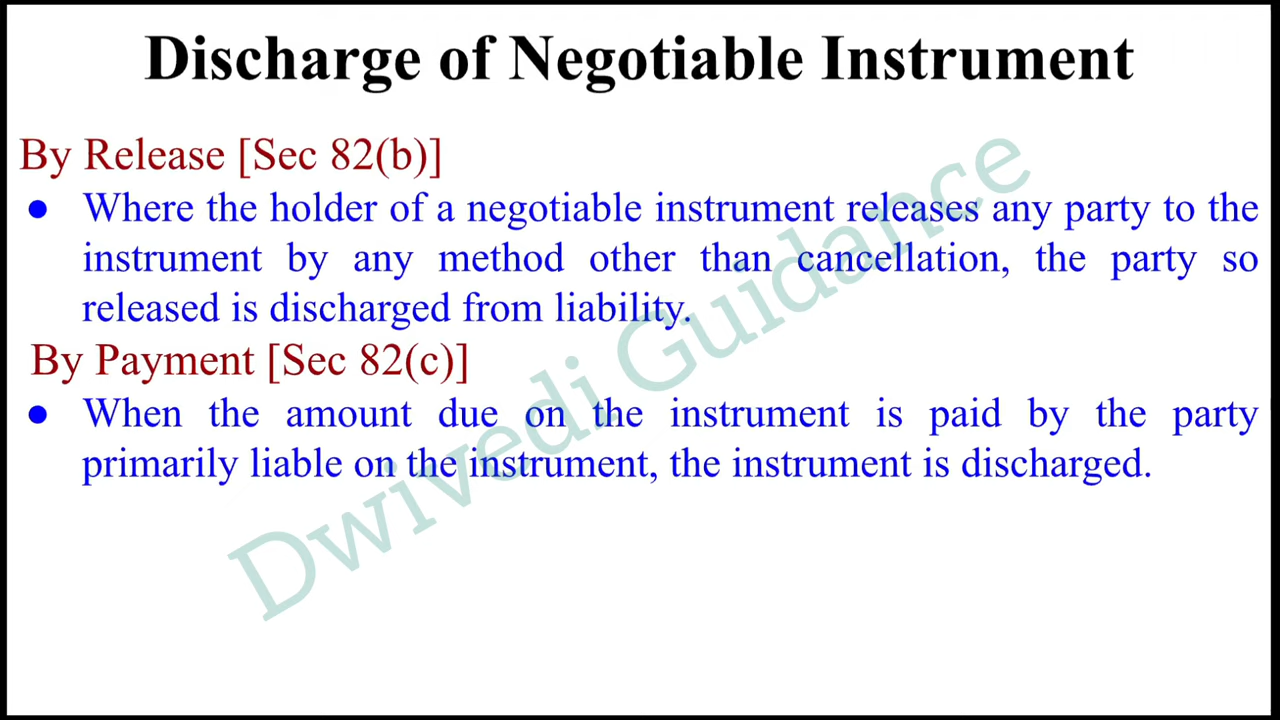 Discharge of Negotiable Instrument
By Release [Sec 82(b)]
● Where the holder of a negotiable instrument releases any party to the
instrument by any method other than cancellation, the party so
released is discharged from liability.
By Payment [Sec 82(c)]
● When the amount due on the instrument is paid by the party
primarily liable on the instrument, the instrument is discharged.
Dwivedi Guidance